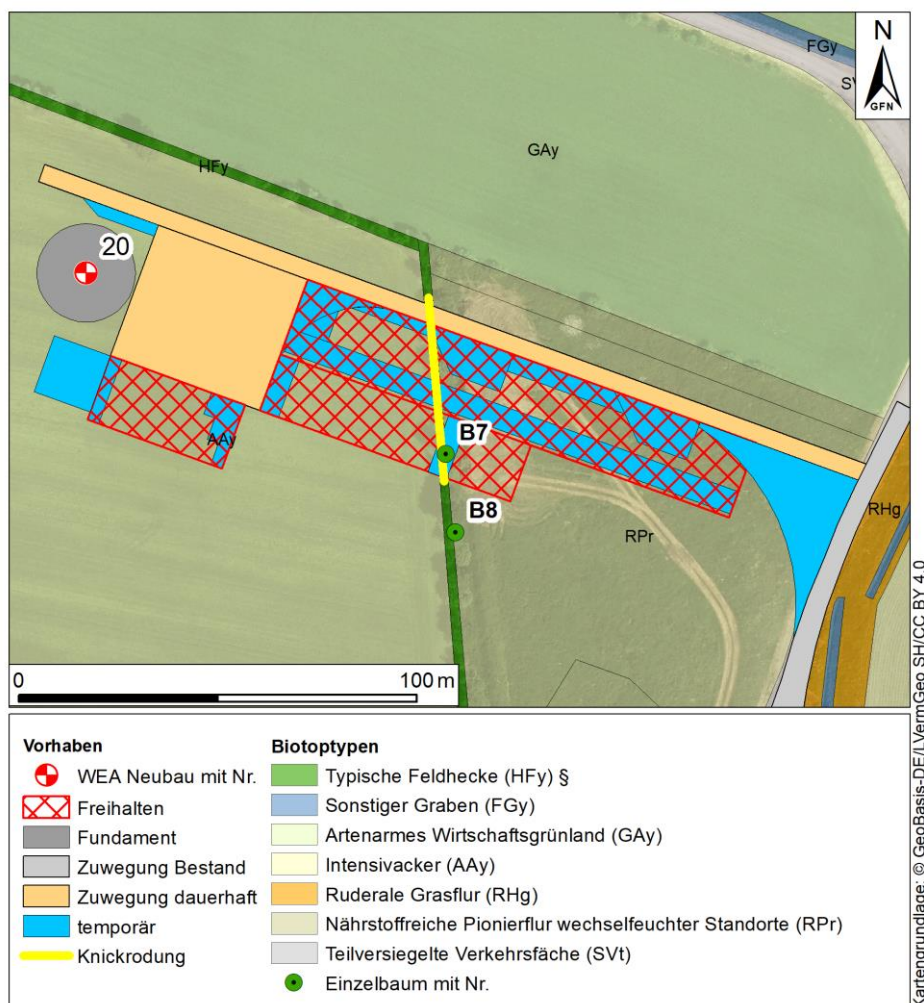 N
GFN
FGy
SV
GAy
HFy
20
B7
AAy
B8
RPr
RHg
0 100 m
Kartengrundlage: © GeoBasis-DE/LVermGeo SH/CC BY 4.0
Vorhaben
WEA Neubau mit Nr.
Freihalten
Fundament
Zuwegung Bestand
Zuwegung dauerhaft
temporär
Knickrodung
Biotoptypen
Typische Feldhecke (HFy) §
Sonstiger Graben (FGy)
Artenarmes Wirtschaftsgrünland (GAy)
Intensivacker (AAy)
Ruderale Grasflur (RHg)
Nährstoffreiche Pionierflur wechselfeuchter Standorte (RPr)
Teilversiegelte Verkehrsfäche (SVt)
Einzelbaum mit Nr.